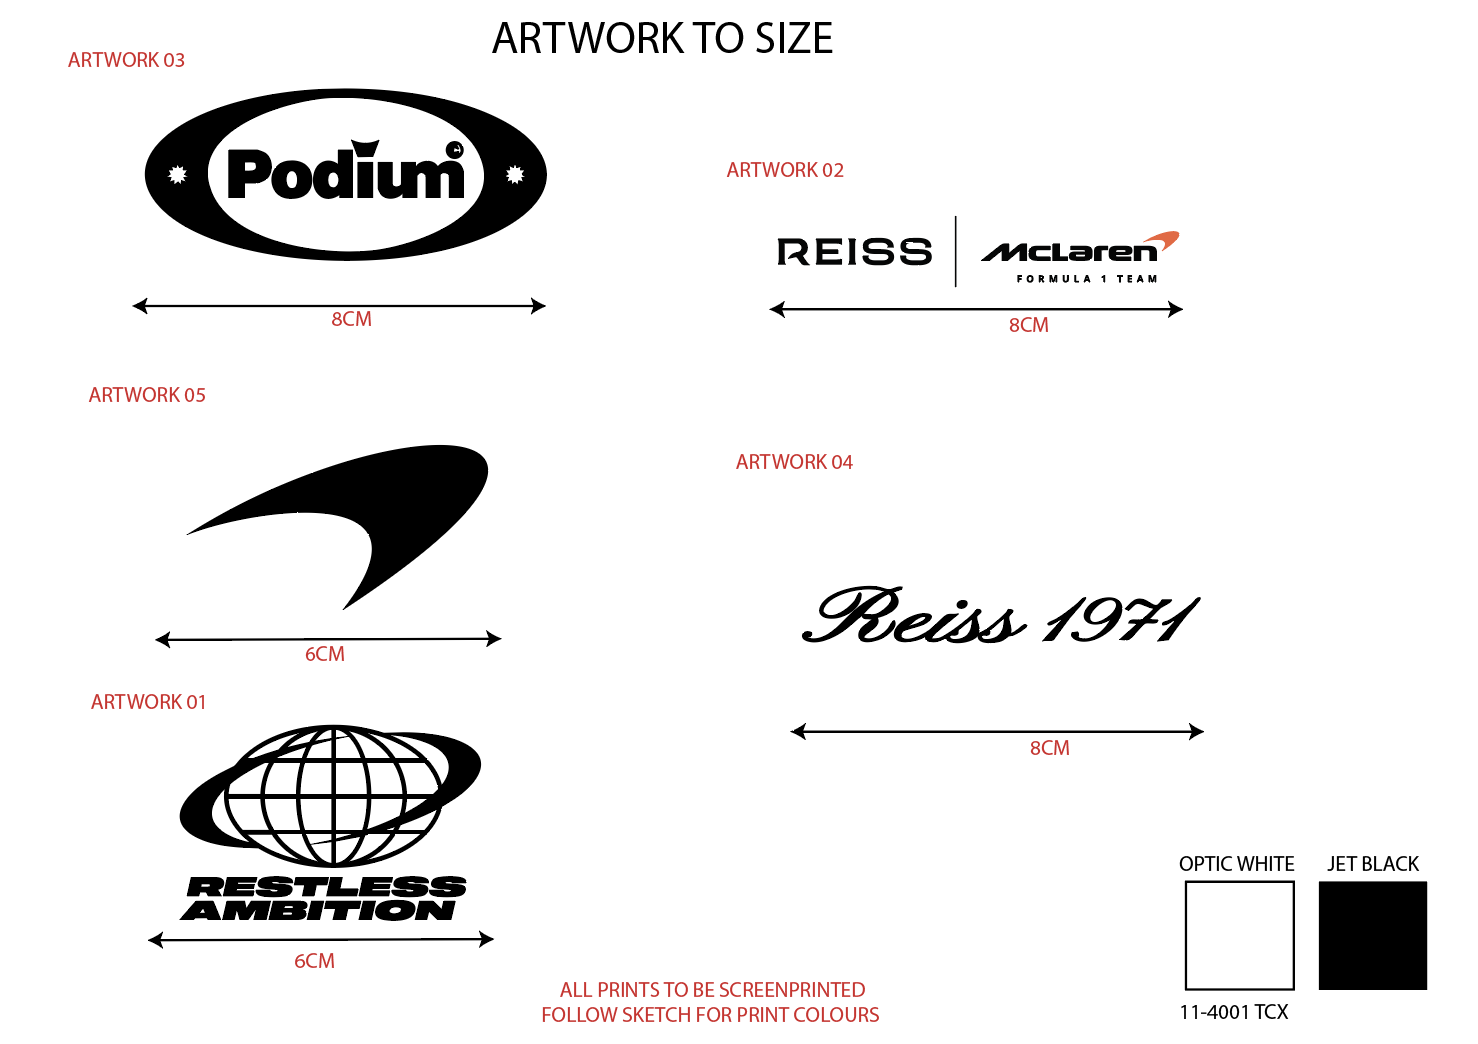 ARTWORK TO SIZE
ARTWORK 03
Podium
8CM
ARTWORK 02
REISS
McLaren
FORMULA 1 TEAM
8CM
ARTWORK 05
6CM
ARTWORK 04
Reiss 1971
8CM
ARTWORK 01
RESTLESS
AMBITION
6CM
OPTIC WHITE
JET BLACK
11-4001 TCX
ALL PRINTS TO BE SCREENPRINTED
FOLLOW SKETCH FOR PRINT COLOURS